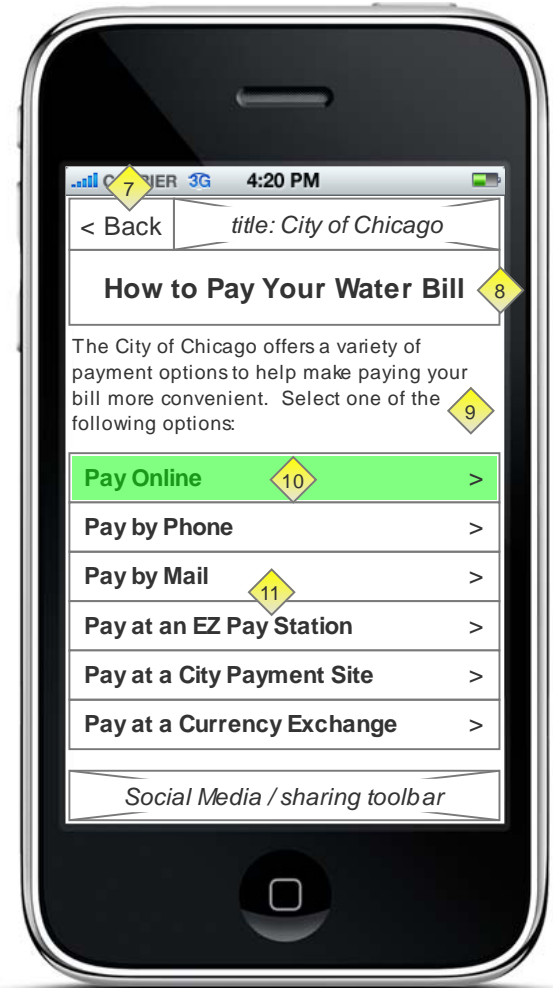 3G 4:20 PM
7
< Back title: City of Chicago
How to Pay Your Water Bill 8
The City of Chicago offers a variety of
payment options to help make paying your
bill more convenient. Select one of the
following options:
9
Pay Online 10 >
Pay by Phone >
Pay by Mail >
11
Pay at an EZ Pay Station >
Pay at a City Payment Site >
Pay at a Currency Exchange >
Social Media / sharing toolbar